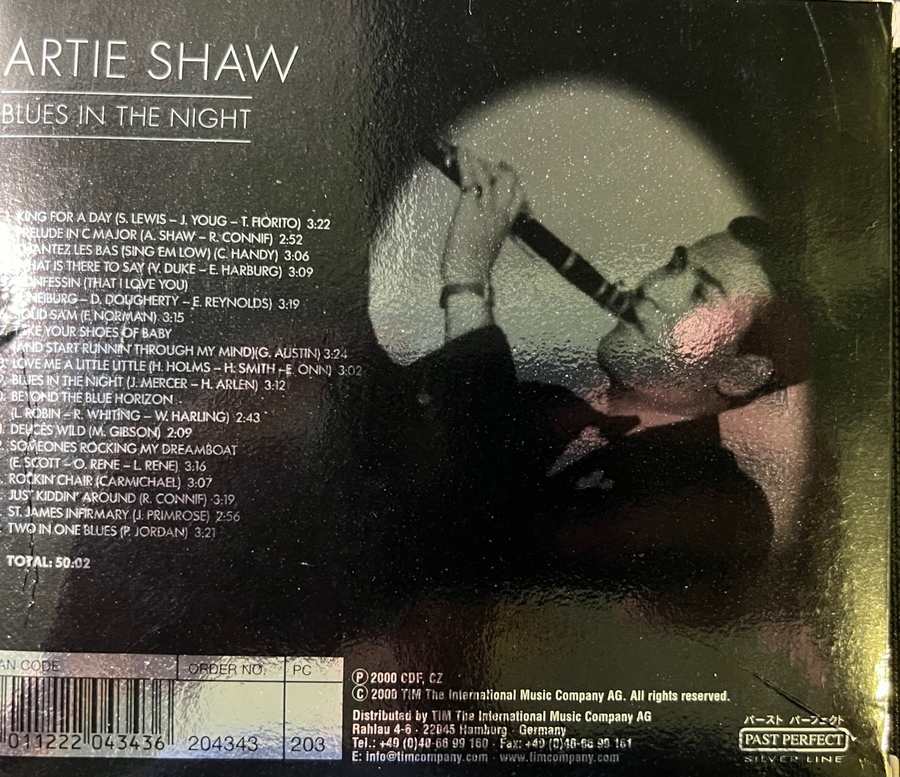 ARTIE SHAW
BLUES IN THE NIGHT
KING FOR A DAY (S. LEWIS – J. YOUG – T. FIORITO) 3:22
PRELUDE IN C MAJOR (A. SHAW – R. CONNIF) 2:52
CHANTEZ LES BAS (SING 'EM LOW) (C. HANDY) 3:06
WHAT IS THERE TO SAY (V. DUKE – E. HARBURG) 3:09
CONFESSIN (THAT I LOVE YOU)
NEIBURG – D. DOUGHERTY – E. REYNOLDS) 3:19
SOLID SAM (F. NORMAN) 3:15
TAKE YOUR SHOES OF BABY
(AND START RUNNIN' THROUGH MY MIND)(G. AUSTIN) 3:24
LOVE ME A LITTLE LITTLE (H. HOLMS – H. SMITH – E. ONN) 3:02
BLUES IN THE NIGHT (J. MERCER – H. ARLEN) 3:12
BEYOND THE BLUE HORIZON
(L. ROBIN – R. WHITING – W. HARLING) 2:43
DEUCES WILD (M. GIBSON) 2:09
SOMEONES ROCKING MY DREAMBOAT
(E. SCOTT – O. RENE – L. RENE) 3:16
ROCKIN' CHAIR (CARMICHAEL) 3:07
JUST KIDDIN' AROUND (R. CONNIF) 3:19
ST. JAMES INFIRMARY (J. PRIMROSE) 2:56
TWO IN ONE BLUES (P. JORDAN) 3:21
TOTAL: 50:02
AN CODE
ORDER NO.
PC
011222 043436
204343
203
Ⓟ 2000 CDF, CZ
© 2000 TIM The International Music Company AG. All rights reserved.
Distributed by TIM The International Music Company AG
Rahlau 4-6 · 22045 Hamburg · Germany
Tel.: +49 (0)40-66 99 160 · Fax: +49 (0)40-66 99 161
E: info@timcompany.com · www.timcompany.com
パースト パーフェクト
PAST PERFECT
SILVER LINE